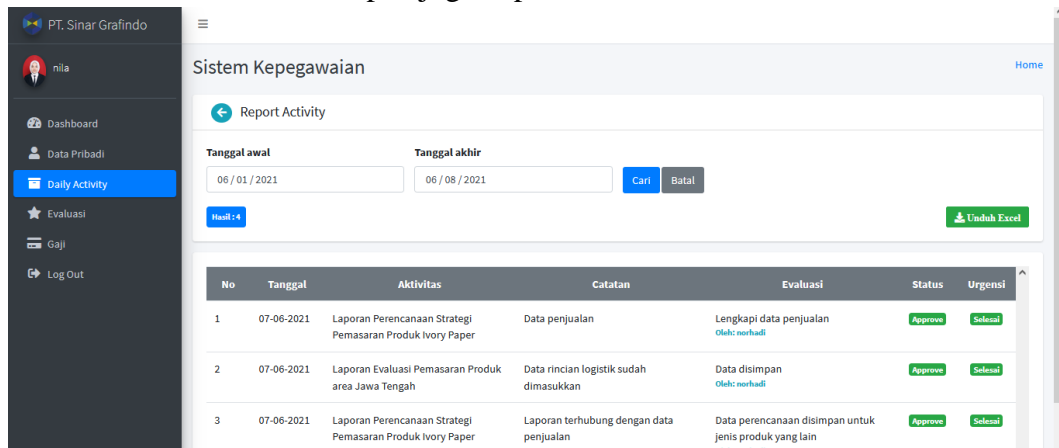 PT. Sinar Grafindo
nila
Dashboard
Data Pribadi
Daily Activity
Evaluasi
Gaji
Log Out
Sistem Kepegawaian
Home
Report Activity
Tanggal awal
Tanggal akhir
06 / 01 / 2021
06 / 08 / 2021
Cari
Batal
Hasil : 4
Unduh Excel
No Tanggal Aktivitas Catatan Evaluasi Status Urgensi
1 07-06-2021 Laporan Perencanaan Strategi Data penjualan Lengkapi data penjualan Approve Selesai
Pemasaran Produk Ivory Paper Oleh: norhadi
2 07-06-2021 Laporan Evaluasi Pemasaran Produk Data rincian logistik sudah Data disimpan Approve Selesai
area Jawa Tengah dimasukkan Oleh: norhadi
3 07-06-2021 Laporan Perencanaan Strategi Laporan terhubung dengan data Data perencanaan disimpan untuk Approve Selesai
Pemasaran Produk Ivory Paper penjualan jenis produk yang lain